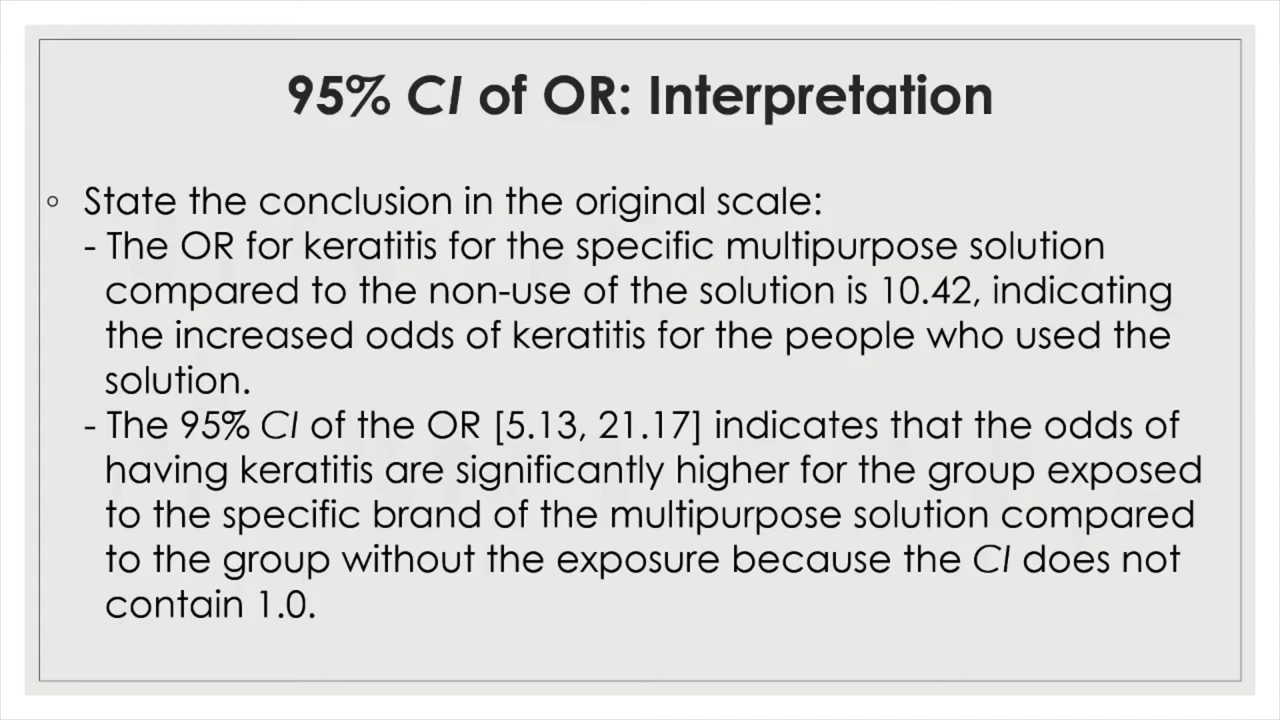 95% CI of OR: Interpretation
◦ State the conclusion in the original scale:
- The OR for keratitis for the specific multipurpose solution
compared to the non-use of the solution is 10.42, indicating
the increased odds of keratitis for the people who used the
solution.
- The 95% CI of the OR [5.13, 21.17] indicates that the odds of
having keratitis are significantly higher for the group exposed
to the specific brand of the multipurpose solution compared
to the group without the exposure because the CI does not
contain 1.0.